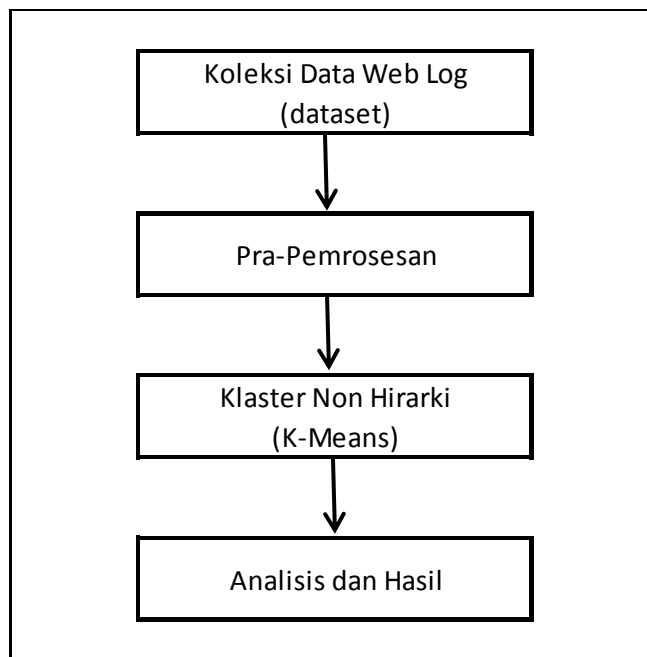 Koleksi Data Web Log
(dataset)
Pra-Pemrosesan
Klaster Non Hirarki
(K-Means)
Analisis dan Hasil